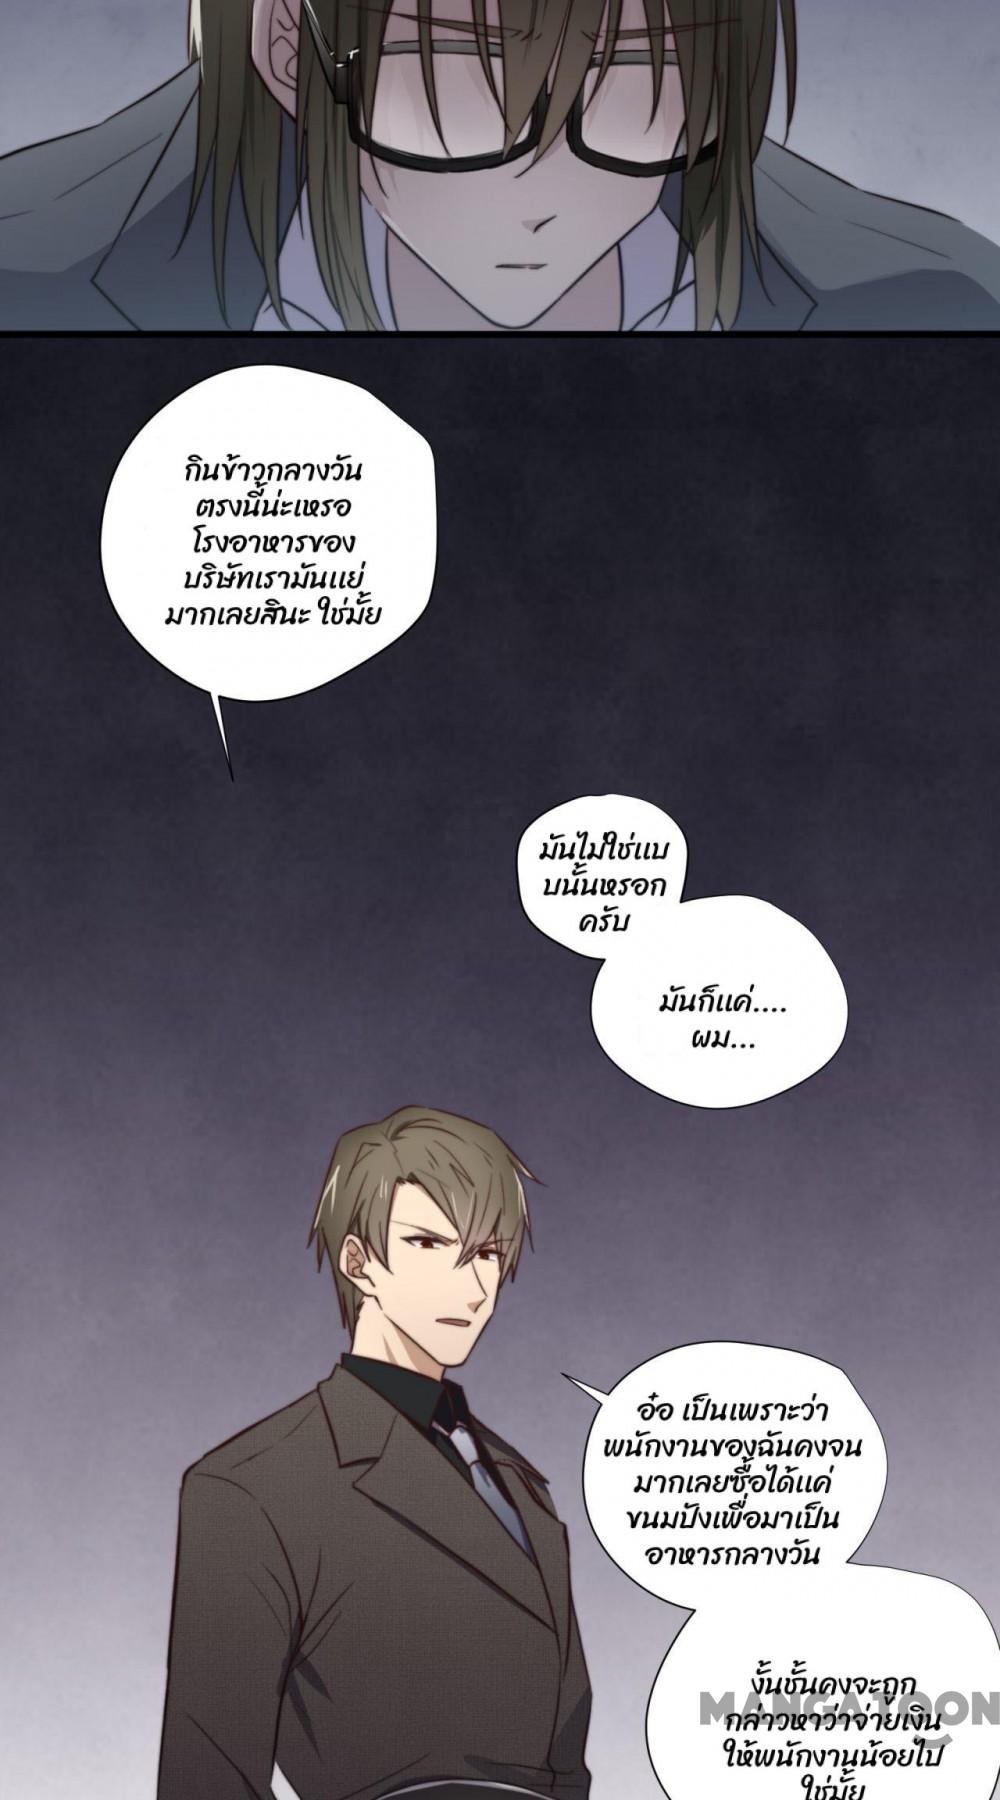 กินข้าวกลางวัน
ตรงนี้น่ะเหรอ
โรงอาหารของ
บริษัทเรามันแย่
มากเลยสินะ ใช่มั้ย
มันไม่ใช่แบ
บนั้นหรอก
ครับ
มันก็แค่....
ผม...
อ๋อ เป็นเพราะว่า
พนักงานของฉันคงจน
มากเลยซื้อได้แค่
ขนมปังเพื่อมาเป็น
อาหารกลางวัน
งั้นชั้นคงจะถูก
กล่าวหาว่าจ่ายเงิน
ให้พนักงานน้อยไป
ใช่มั้ย
MANGATOON